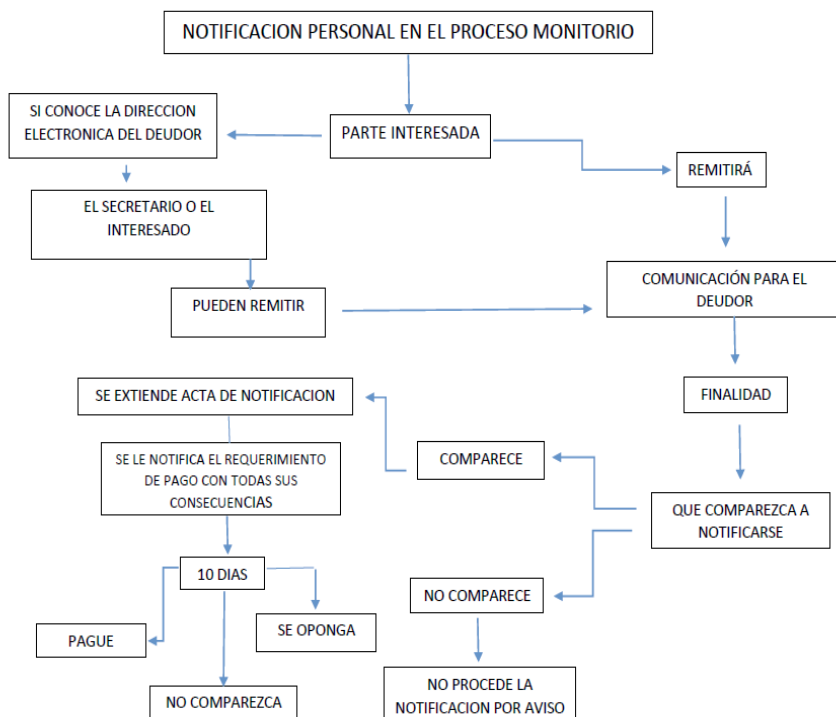 NOTIFICACION PERSONAL EN EL PROCESO MONITORIO
SI CONOCE LA DIRECCION
ELECTRONICA DEL DEUDOR
PARTE INTERESADA
REMITIRÁ
EL SECRETARIO O EL
INTERESADO
PUEDEN REMITIR
COMUNICACIÓN PARA EL
DEUDOR
FINALIDAD
SE EXTIENDE ACTA DE NOTIFICACION
COMPARECE
SE LE NOTIFICA EL REQUERIMIENTO
DE PAGO CON TODAS SUS
CONSECUENCIAS
QUE COMPAREZCA A
NOTIFICARSE
10 DIAS
NO COMPARECE
PAGUE
SE OPONGA
NO COMPAREZCA
NO PROCEDE LA
NOTIFICACION POR AVISO